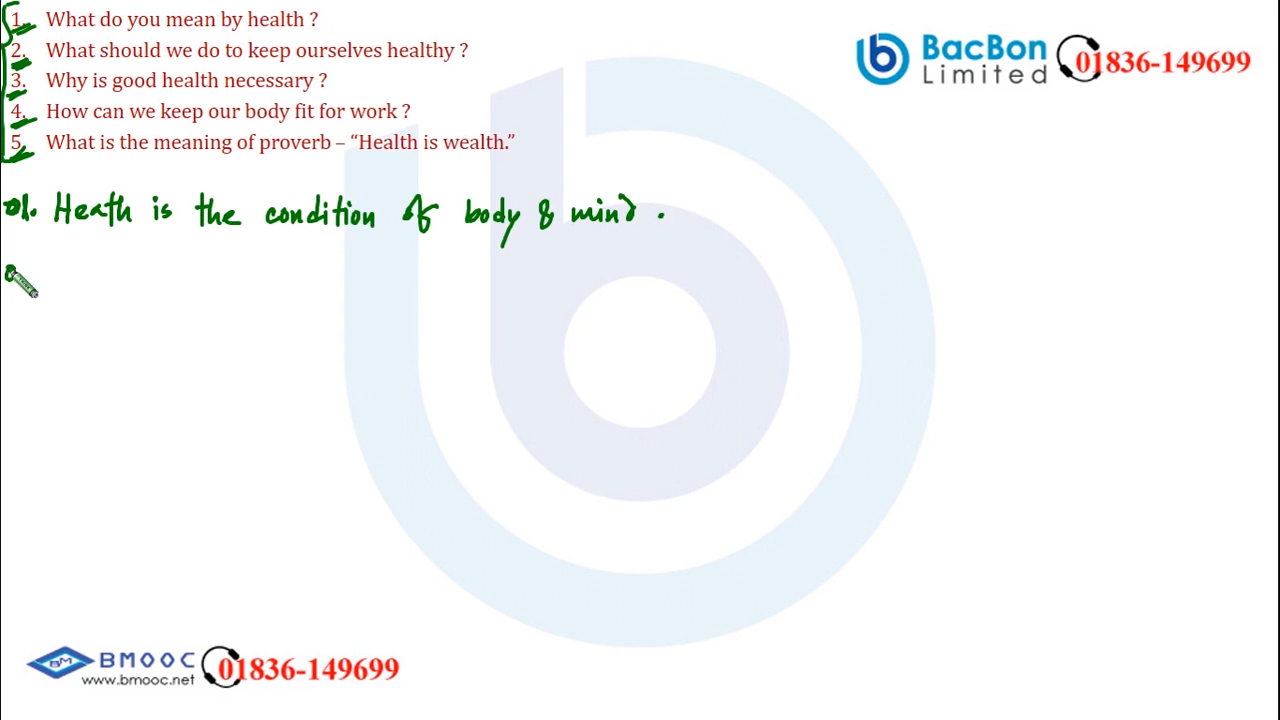 1. What do you mean by health ?
2. What should we do to keep ourselves healthy ?
3. Why is good health necessary ?
4. How can we keep our body fit for work ?
5. What is the meaning of proverb – “Health is wealth.”
BacBon
Limited
01836-149699
01. Heath is the condition of body & mind .
BMOOC
www.bmooc.net
01836-149699